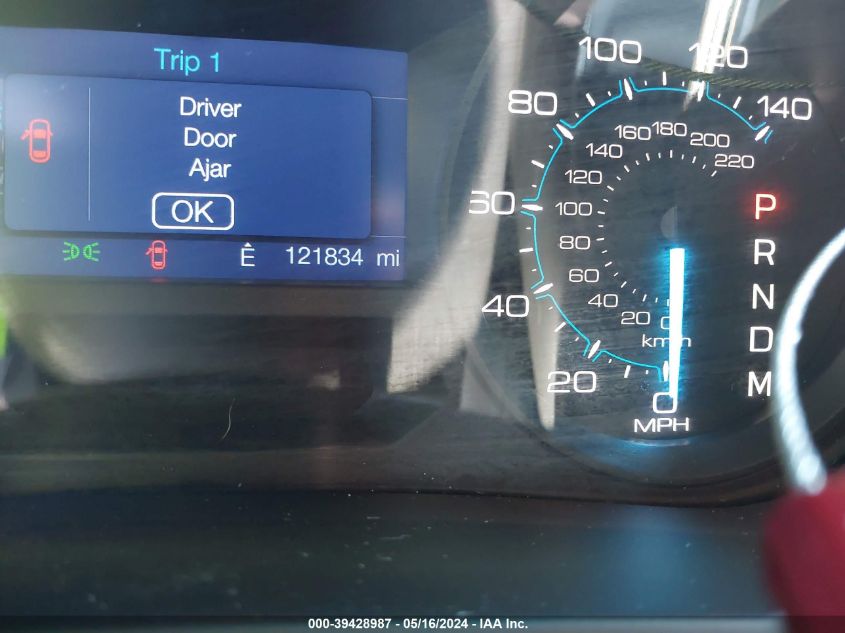 Trip 1
Driver
Door
Ajar
OK
E 121834 mi
0 20 40 60 80 100 120 140
MPH
0 20 40 60 80 100 120 140 160 180 200 220
km/h
P
R
N
D
M
000-39428987 - 05/16/2024 - IAA Inc.